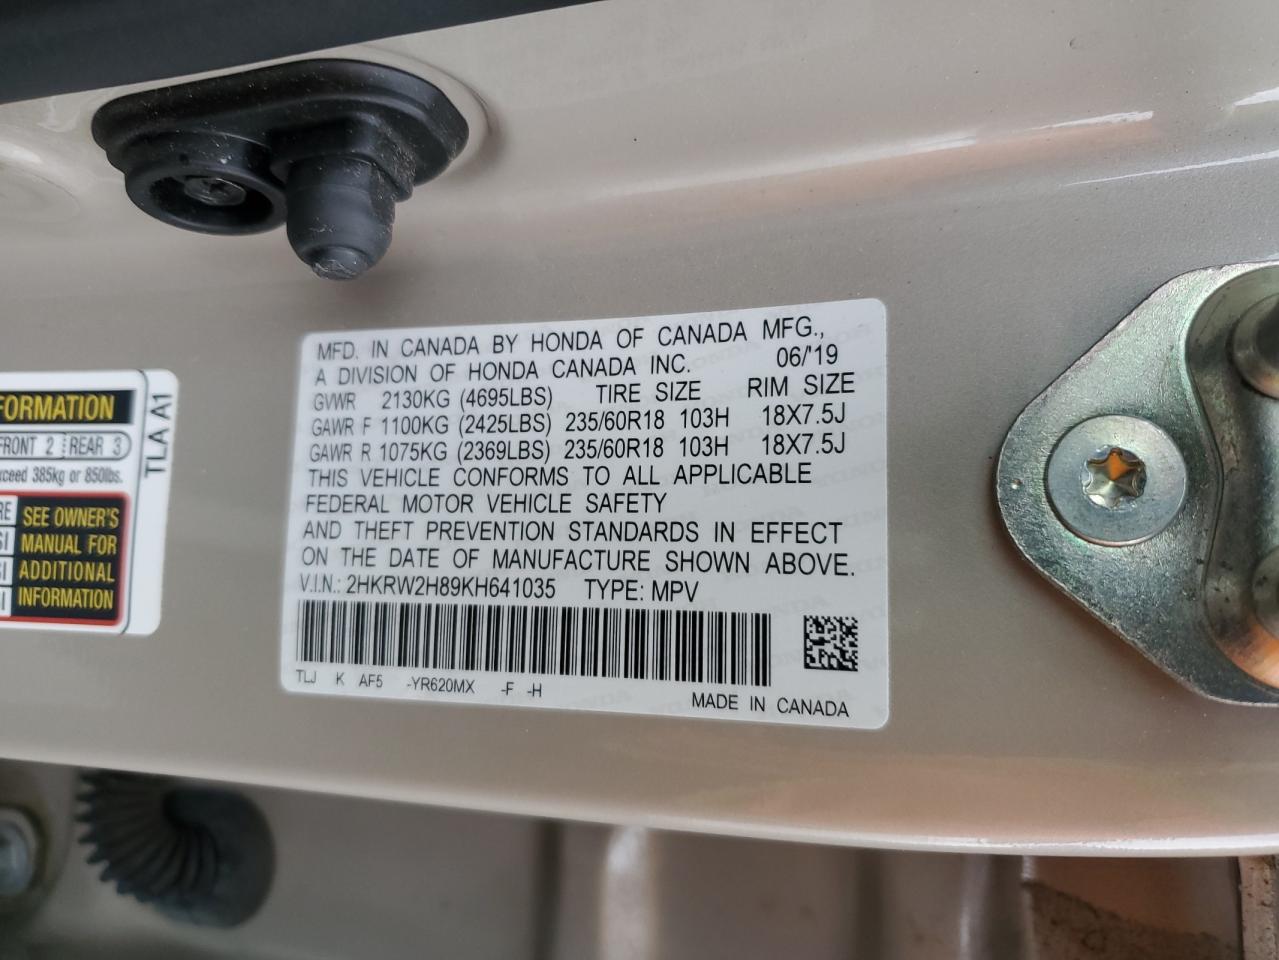 MFD. IN CANADA BY HONDA OF CANADA MFG.,
A DIVISION OF HONDA CANADA INC. 06/'19
GVWR 2130KG (4695LBS) TIRE SIZE RIM SIZE
GAWR F 1100KG (2425LBS) 235/60R18 103H 18X7.5J
GAWR R 1075KG (2369LBS) 235/60R18 103H 18X7.5J
THIS VEHICLE CONFORMS TO ALL APPLICABLE
FEDERAL MOTOR VEHICLE SAFETY
AND THEFT PREVENTION STANDARDS IN EFFECT
ON THE DATE OF MANUFACTURE SHOWN ABOVE.
V.I.N.: 2HKRW2H89KH641035 TYPE: MPV
TLJ K AF5 -YR620MX -F -H
MADE IN CANADA
FORMATION
FRONT 2 REAR 3
xceed 385kg or 850lbs.
SEE OWNER'S
MANUAL FOR
ADDITIONAL
INFORMATION
TLA A1